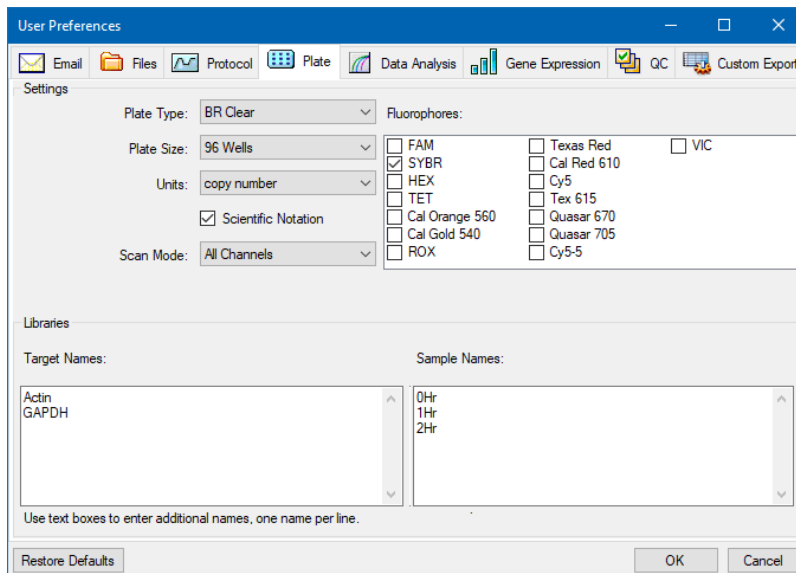 User Preferences
Email Files Protocol Plate Data Analysis Gene Expression QC Custom Export
Settings
Plate Type: BR Clear
Plate Size: 96 Wells
Units: copy number
Scientific Notation
Scan Mode: All Channels
Fluorophores:
FAM Texas Red VIC
SYBR Cal Red 610
HEX Cy5
TET Tex 615
Cal Orange 560 Quasar 670
Cal Gold 540 Quasar 705
ROX Cy5-5
Libraries
Target Names: Sample Names:
Actin 0Hr
GAPDH 1Hr
2Hr
Use text boxes to enter additional names, one name per line.
Restore Defaults OK Cancel